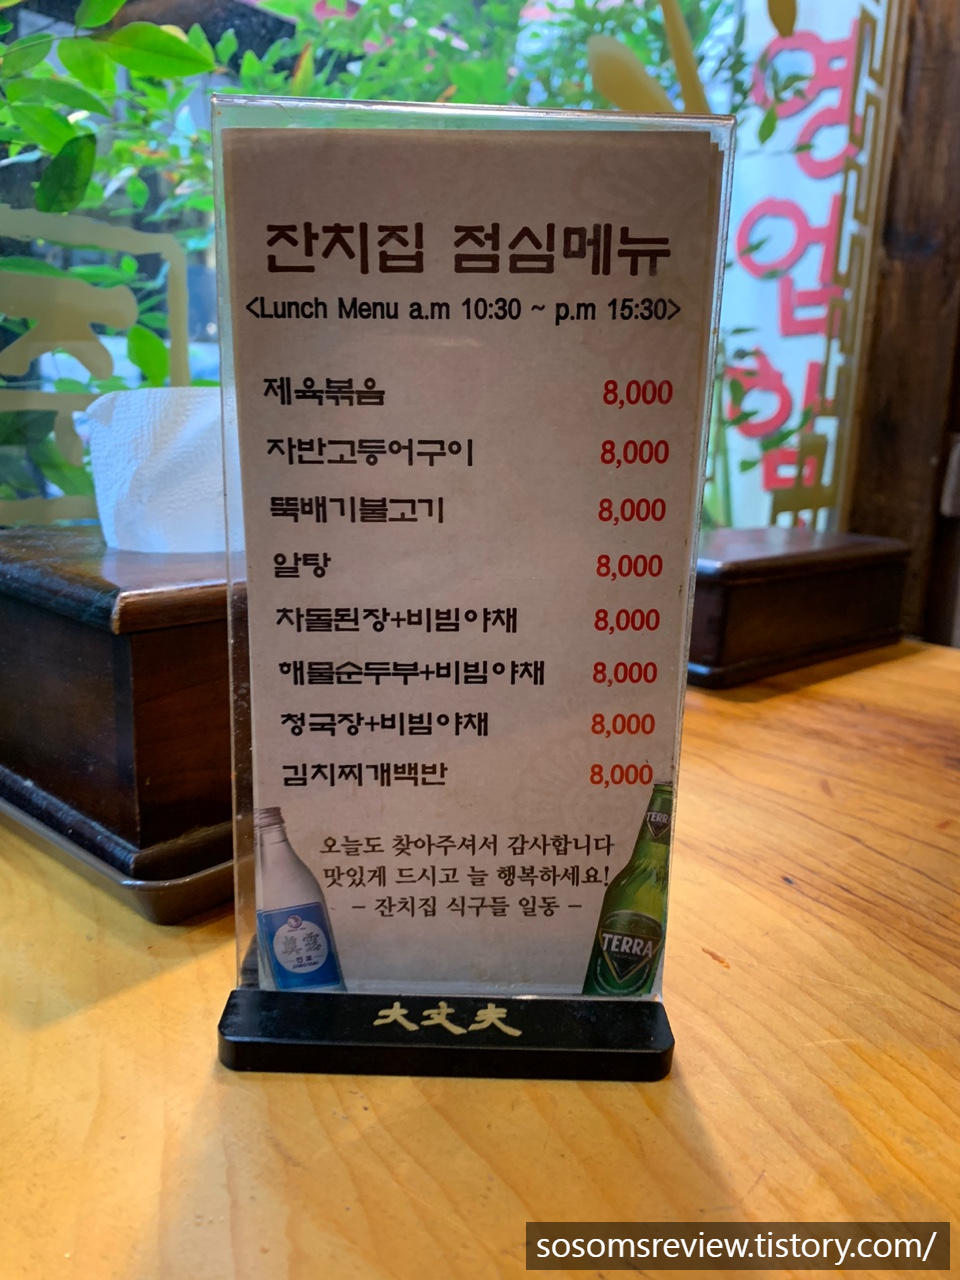 잔치집 점심메뉴
<Lunch Menu a.m 10:30 ~ p.m 15:30>
제육볶음 8,000
자반고등어구이 8,000
뚝배기불고기 8,000
알탕 8,000
차돌된장+비빔야채 8,000
해물순두부+비빔야채 8,000
청국장+비빔야채 8,000
김치찌개백반 8,000
오늘도 찾아주셔서 감사합니다
맛있게 드시고 늘 행복하세요!
- 잔치집 식구들 일동 -
TERRA
TERRA
大丈夫
영업
sosomsreview.tistory.com/